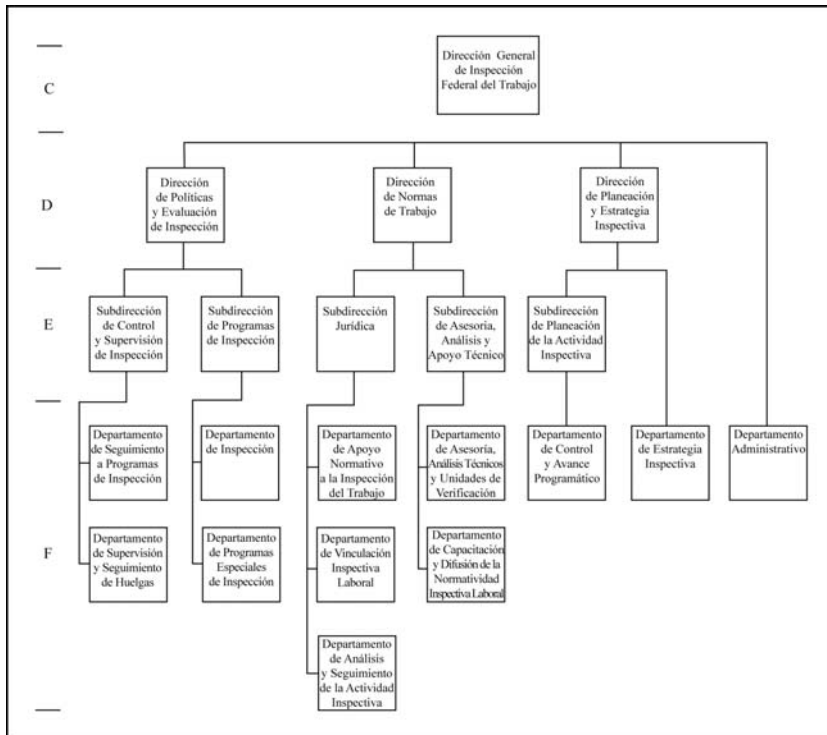 C
Dirección General
de Inspección
Federal del Trabajo
D
Dirección
de Políticas
y Evaluación
de Inspección
Dirección
de Normas
de Trabajo
Dirección
de Planeación
y Estrategia
Inspectiva
E
Subdirección
de Control
y Supervisión
de Inspección
Subdirección
de Programas
de Inspección
Subdirección
Jurídica
Subdirección
de Asesoría,
Análisis y
Apoyo Técnico
Subdirección
de Planeación
de la Actividad
Inspectiva
F
Departamento
de Seguimiento
a Programas
de Inspección
Departamento
de Inspección
Departamento
de Apoyo
Normativo
a la Inspección
del Trabajo
Departamento
de Asesoría,
Análisis Técnicos
y Unidades de
Verificación
Departamento
de Control
y Avance
Programático
Departamento
de Estrategia
Inspectiva
Departamento
Administrativo
Departamento
de Supervisión
y Seguimiento
de Huelgas
Departamento
de Programas
Especiales
de Inspección
Departamento
de Vinculación
Inspectiva
Laboral
Departamento
de Capacitación
y Difusión de la
Normatividad
Inspectiva Laboral
Departamento
de Análisis
y Seguimiento
de la Actividad
Inspectiva